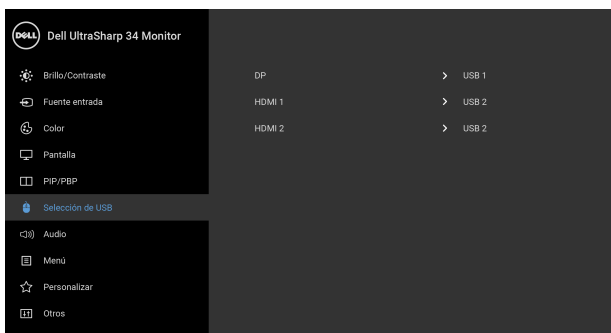 DELL Dell UltraSharp 34 Monitor
Brillo/Contraste DP USB 1
Fuente entrada HDMI 1 USB 2
Color HDMI 2 USB 2
Pantalla
PIP/PBP
Selección de USB
Audio
Menú
Personalizar
Otros